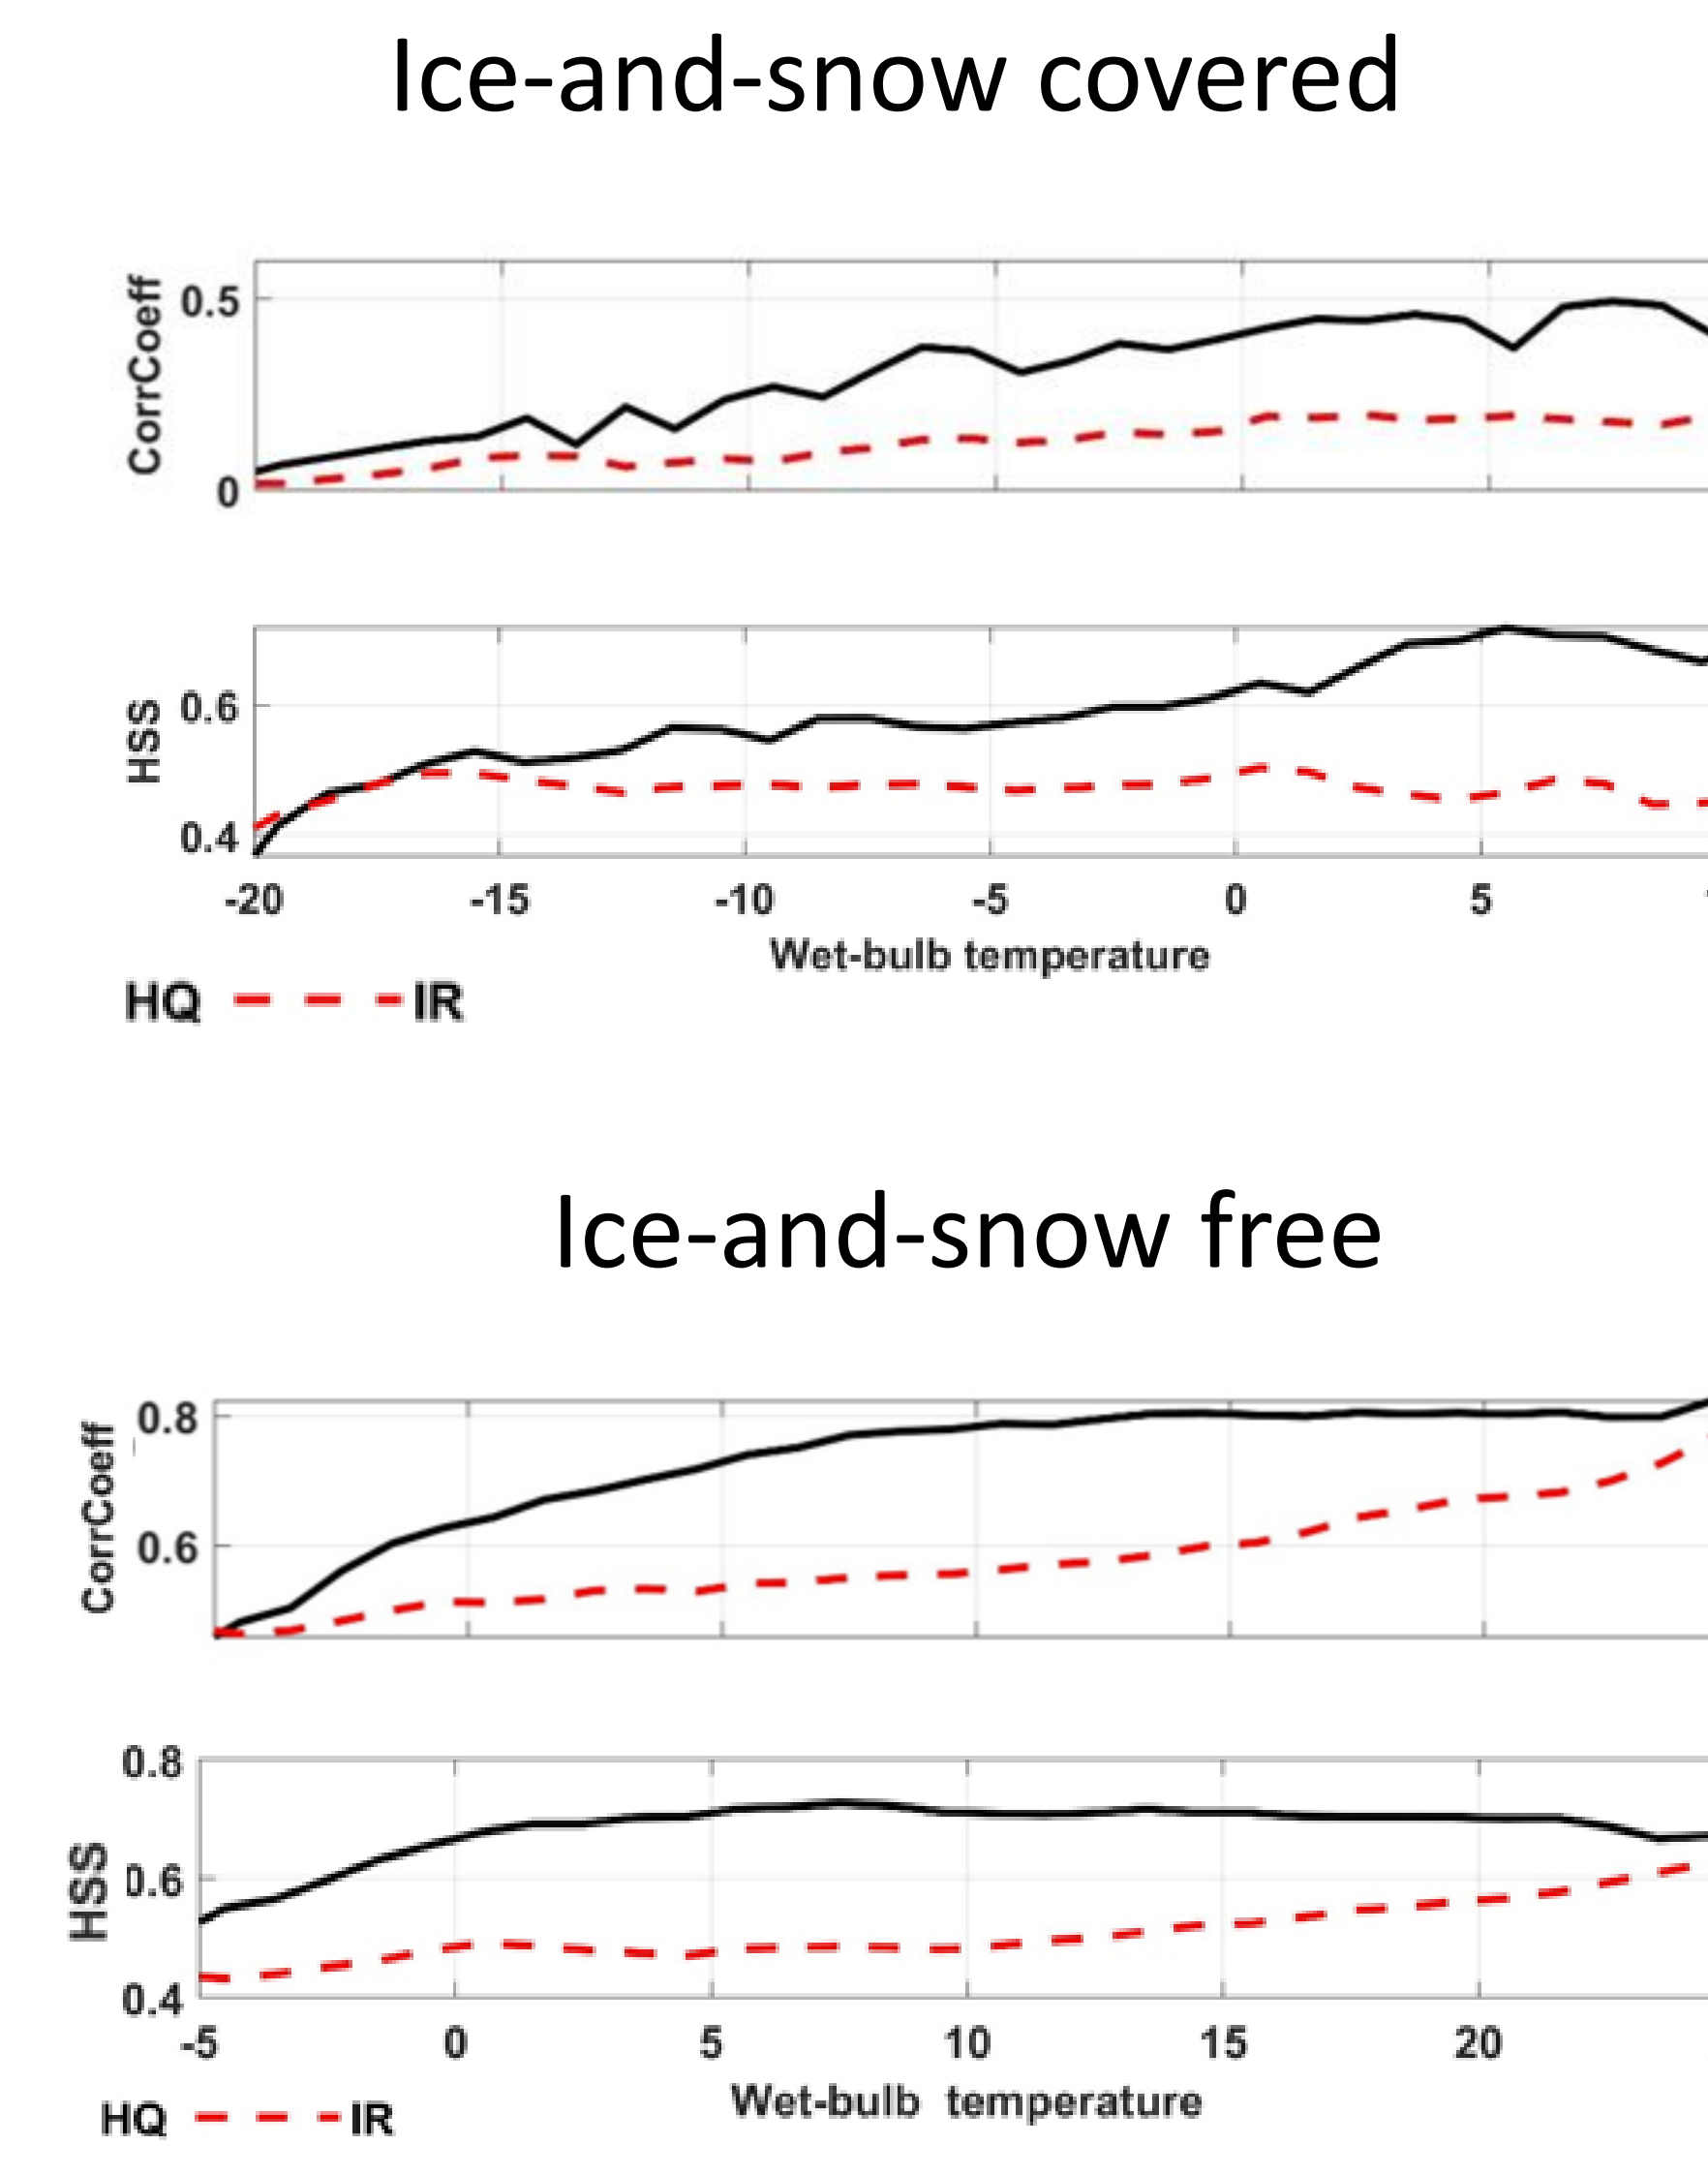 Ice-and-snow covered
CorrCoeff
0.5
0
HSS
0.6
0.4
-20 -15 -10 -5 0 5
Wet-bulb temperature
HQ IR
Ice-and-snow free
CorrCoeff
0.8
0.6
HSS
0.8
0.6
0.4
-5 0 5 10 15 20
Wet-bulb temperature
HQ IR